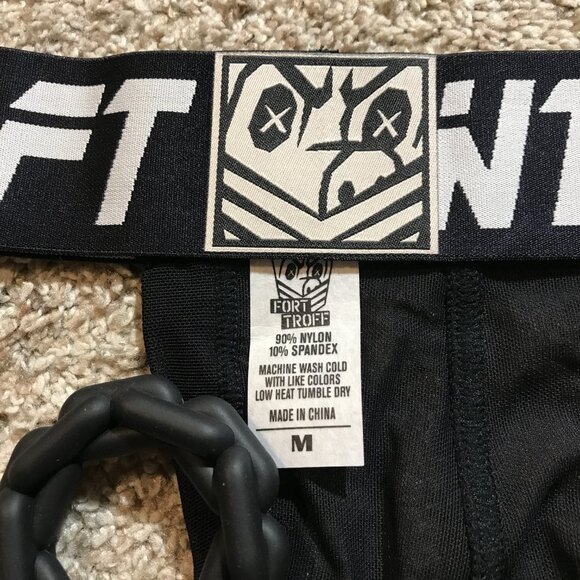 FT
NT
FORT
TROFF
90% NYLON
10% SPANDEX
MACHINE WASH COLD
WITH LIKE COLORS
LOW HEAT TUMBLE DRY
MADE IN CHINA
M